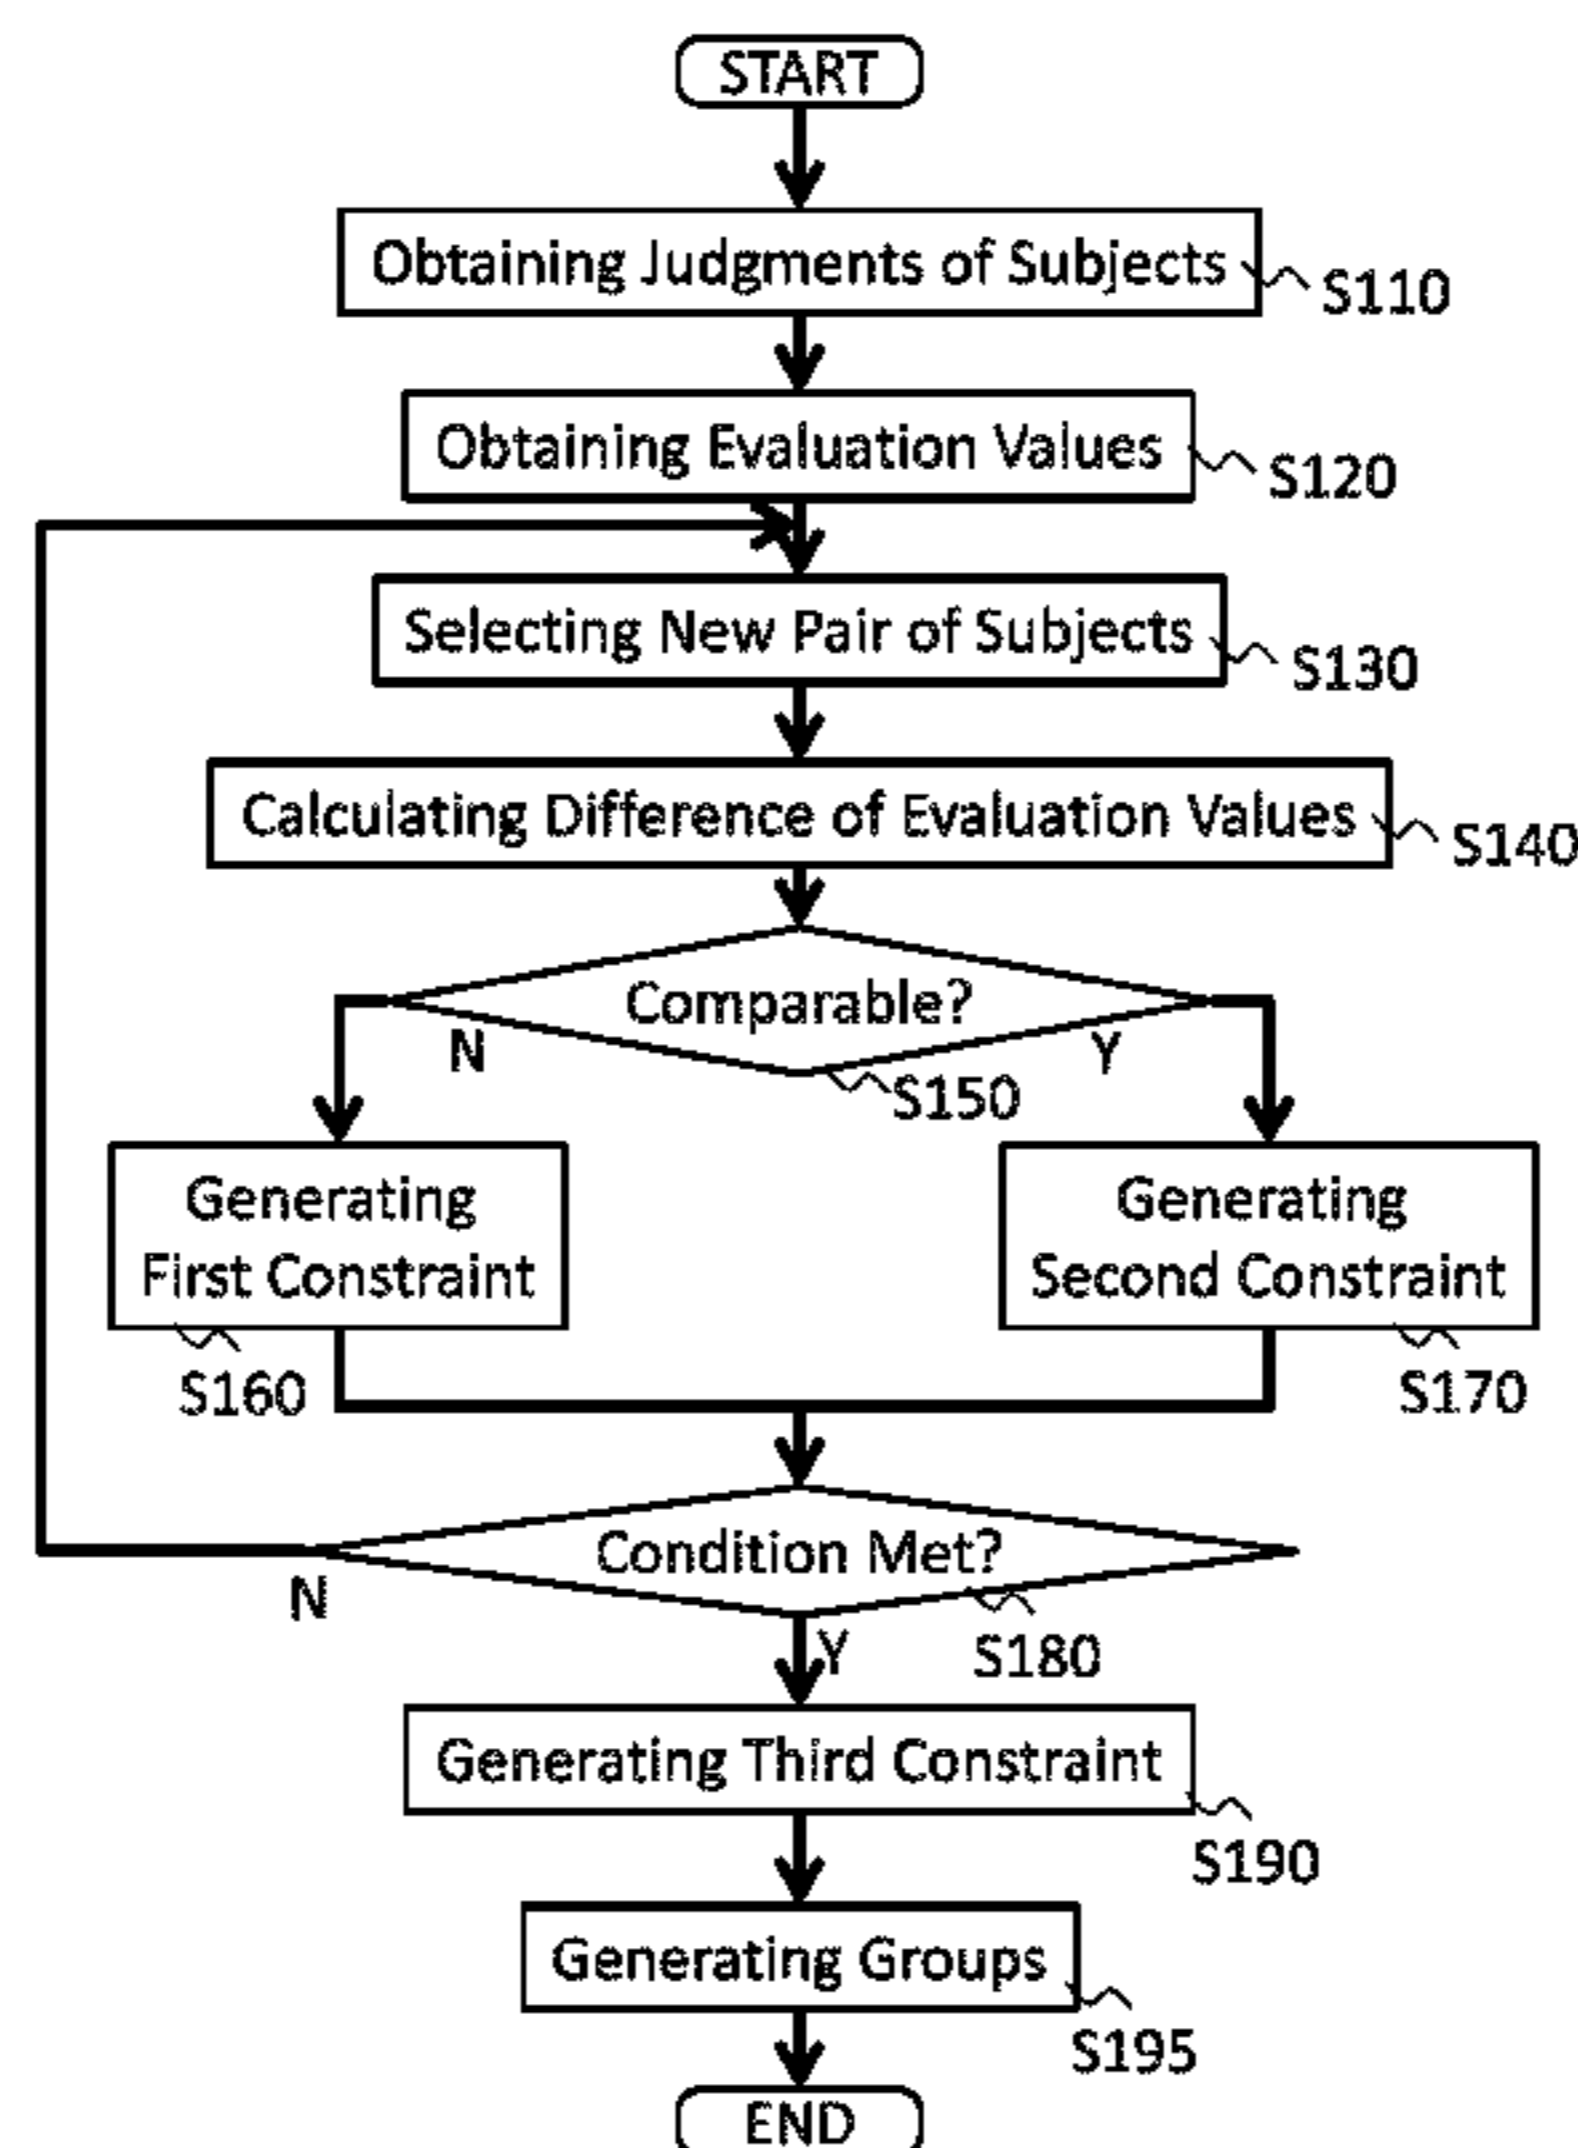 START
Obtaining Judgments of Subjects
S110
Obtaining Evaluation Values
S120
Selecting New Pair of Subjects
S130
Calculating Difference of Evaluation Values
S140
Comparable?
N
Y
S150
Generating
First Constraint
S160
Generating
Second Constraint
S170
Condition Met?
N
Y
S180
Generating Third Constraint
S190
Generating Groups
S195
END